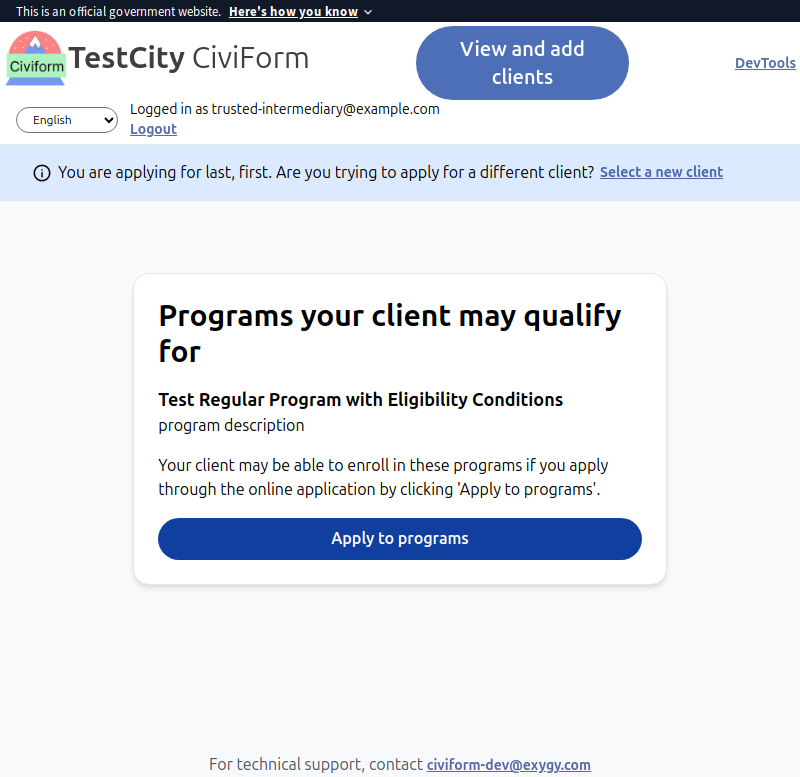 This is an official government website. Here's how you know
Civiform
TestCity CiviForm
View and add
clients
DevTools
English
Logged in as trusted-intermediary@example.com
Logout
You are applying for last, first. Are you trying to apply for a different client? Select a new client
Programs your client may qualify
for
Test Regular Program with Eligibility Conditions
program description
Your client may be able to enroll in these programs if you apply
through the online application by clicking 'Apply to programs'.
Apply to programs
For technical support, contact civiform-dev@exygy.com